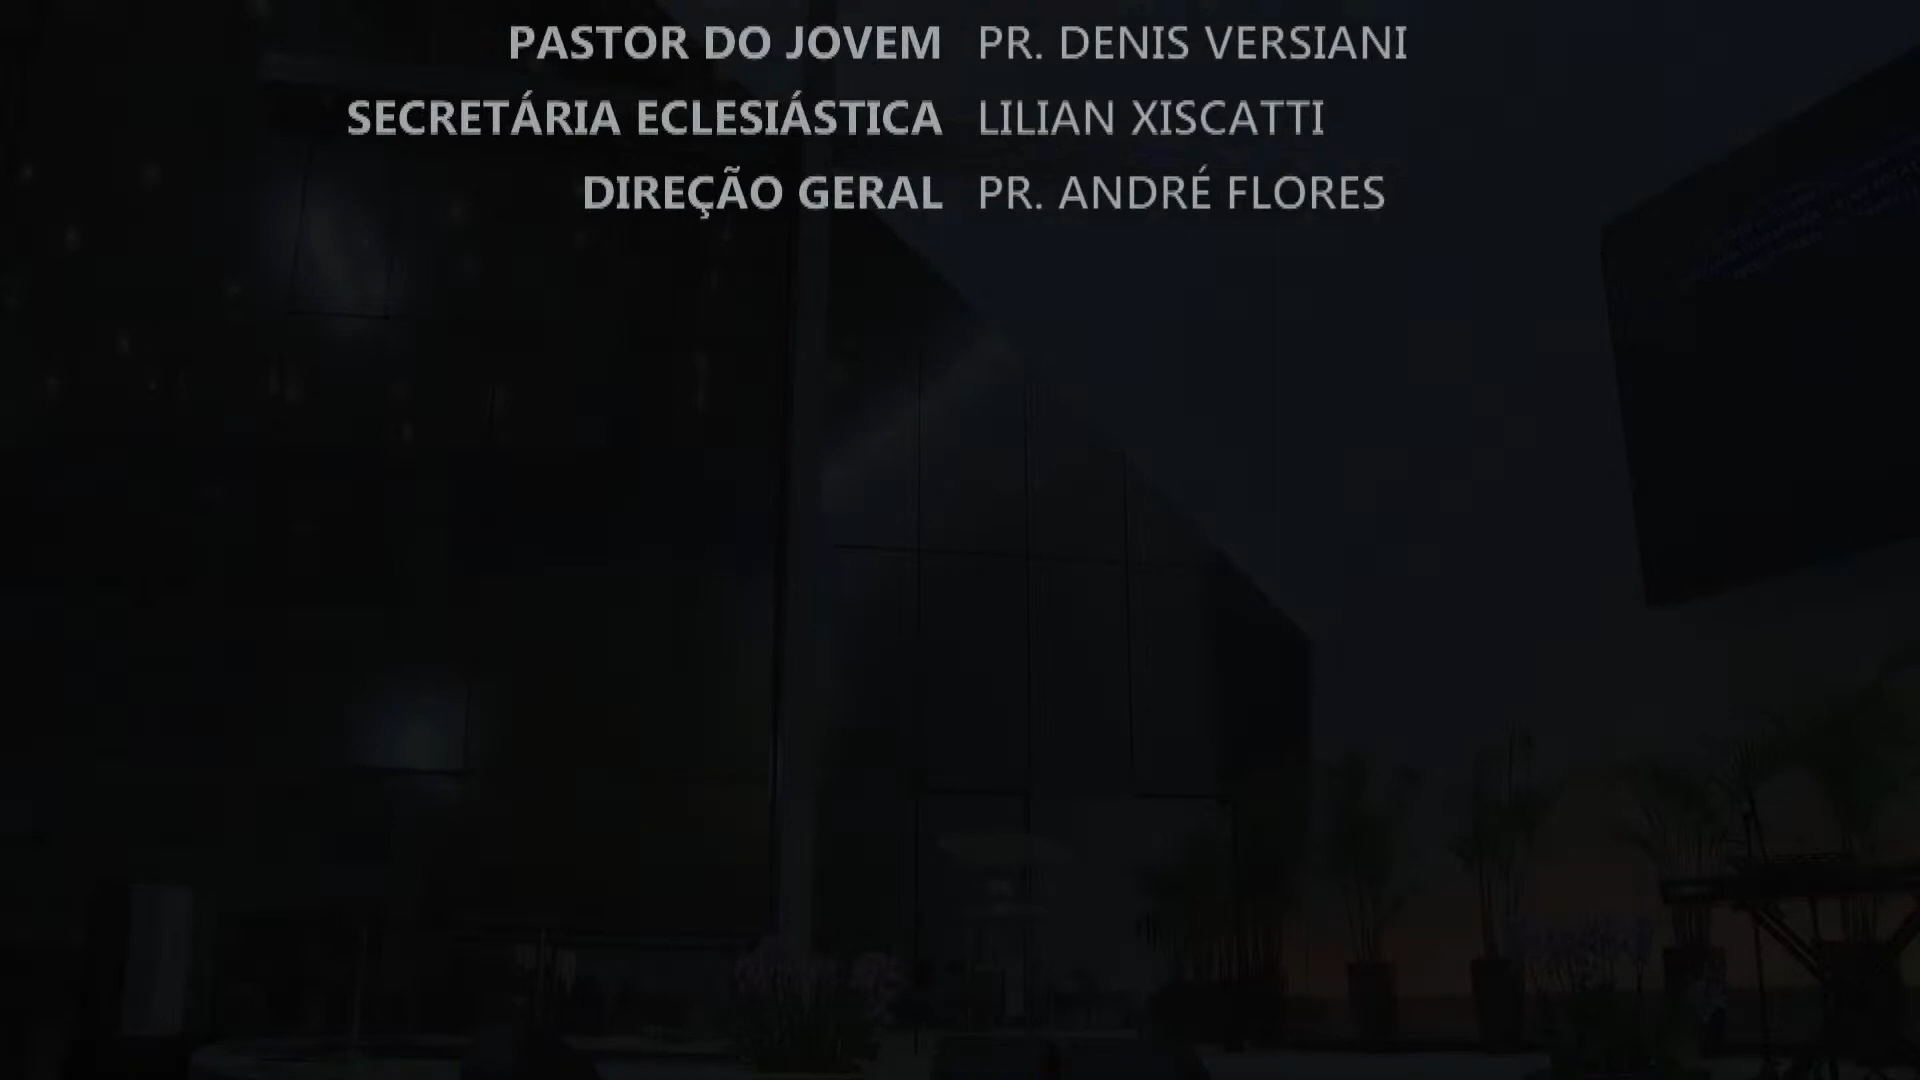 PASTOR DO JOVEM PR. DENIS VERSIANI
SECRETÁRIA ECLESIÁSTICA LILIAN XISCATTI
DIREÇÃO GERAL PR. ANDRÉ FLORES